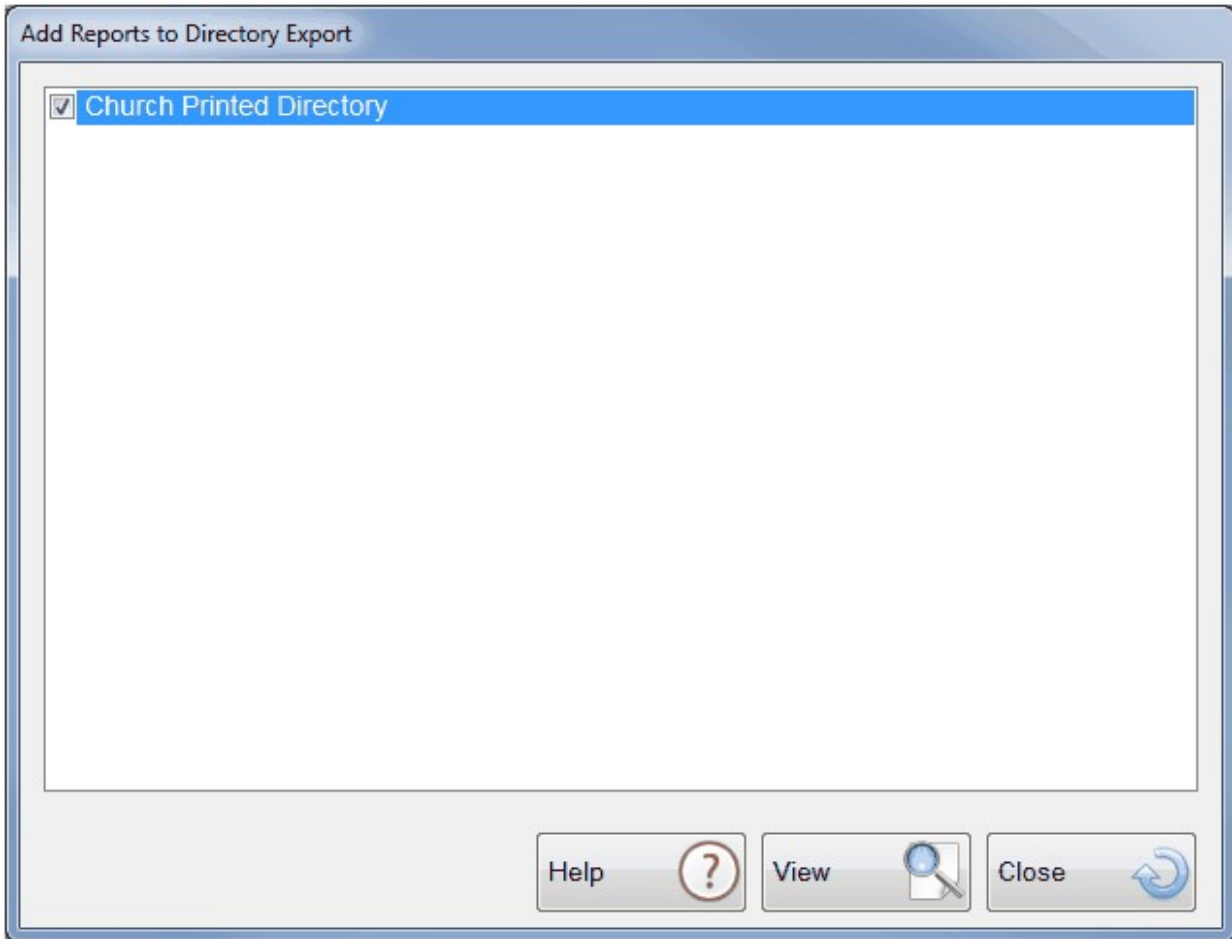 Add Reports to Directory Export
Church Printed Directory
Help ? View Close